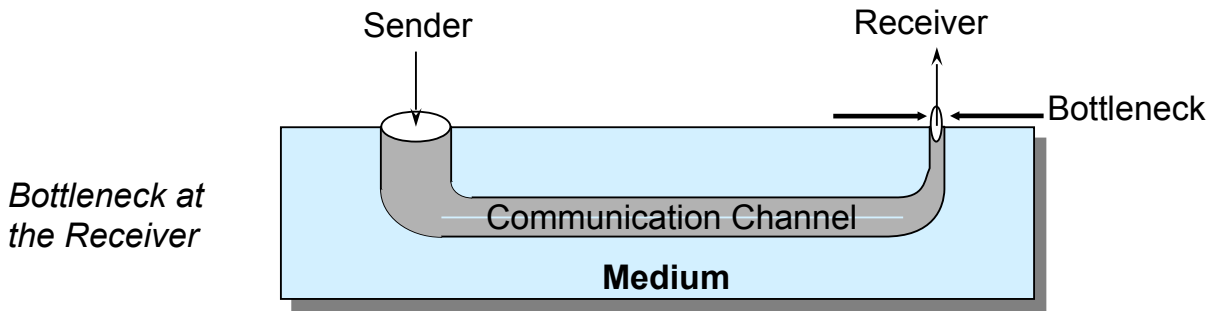 Sender
Receiver
Bottleneck
Bottleneck at
the Receiver
Communication Channel
Medium